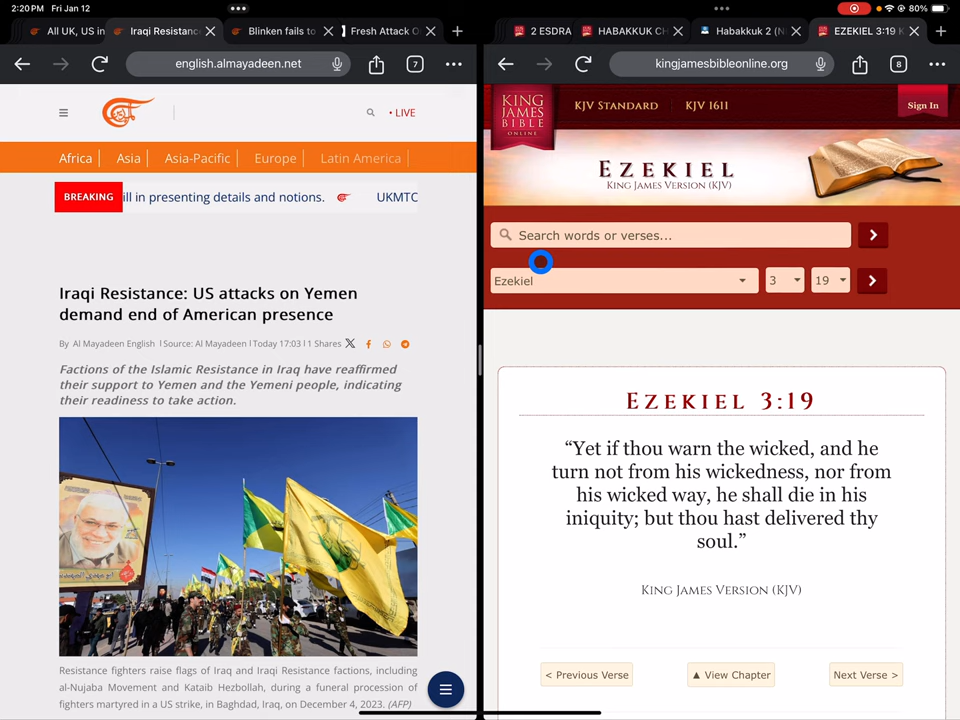 2:20 PM Fri Jan 12
80%
All UK, US in
Iraqi Resistanc
Blinken fails to
Fresh Attack O
english.almayadeen.net
7
LIVE
Africa
Asia
Asia-Pacific
Europe
Latin America
BREAKING
ill in presenting details and notions.
UKMTC
Iraqi Resistance: US attacks on Yemen
demand end of American presence
By Al Mayadeen English
Source: Al Mayadeen
Today 17:03
1 Shares
Factions of the Islamic Resistance in Iraq have reaffirmed
their support to Yemen and the Yemeni people, indicating
their readiness to take action.
Resistance fighters raise flags of Iraq and Iraqi Resistance factions, including
al-Nujaba Movement and Kataib Hezbollah, during a funeral procession of
fighters martyred in a US strike, in Baghdad, Iraq, on December 4, 2023. (AFP)
2 ESDRA
HABAKKUK CH
Habakkuk 2 (N
EZEKIEL 3:19 K
kingjamesbibleonline.org
8
KING
JAMES
BIBLE
ONLINE
KJV STANDARD
KJV 1611
Sign In
EZEKIEL
KING JAMES VERSION (KJV)
Search words or verses...
Ezekiel
3
19
EZEKIEL 3:19
“Yet if thou warn the wicked, and he
turn not from his wickedness, nor from
his wicked way, he shall die in his
iniquity; but thou hast delivered thy
soul.”
KING JAMES VERSION (KJV)
< Previous Verse
▲ View Chapter
Next Verse >